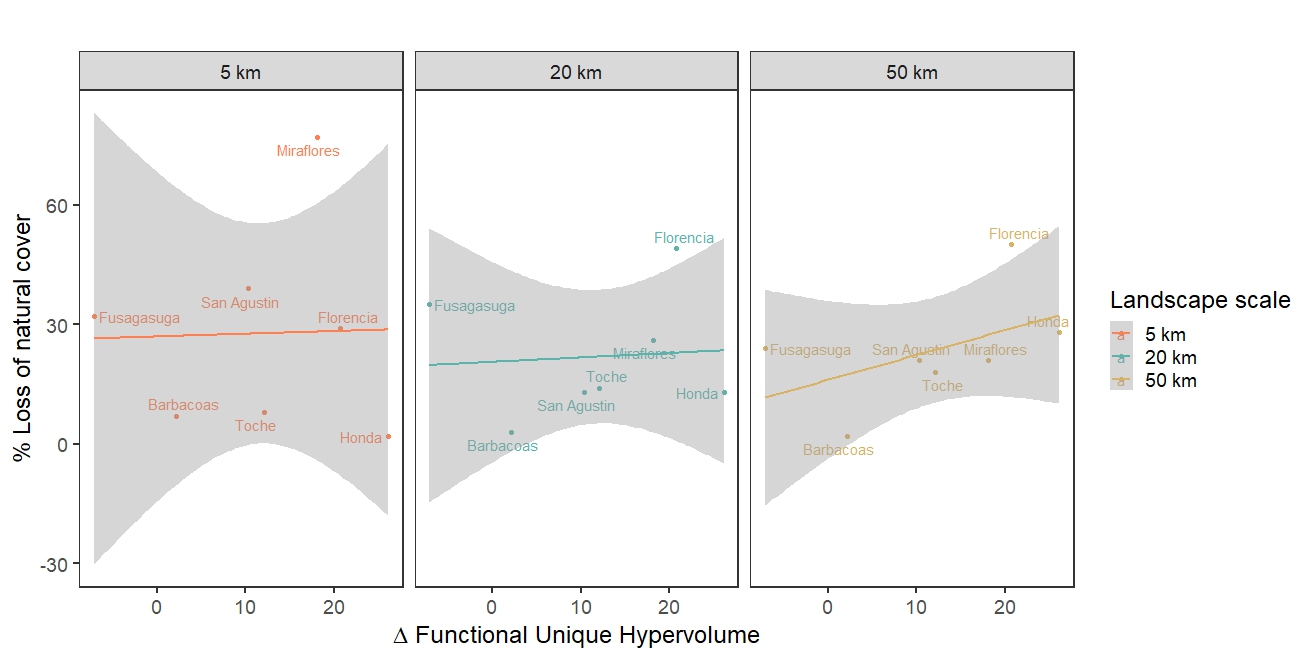 5 km
20 km
50 km
% Loss of natural cover
60
30
0
-30
Miraflores
San Agustin
Fusagasuga
Florencia
Barbacoas
Toche
Honda
Florencia
Fusagasuga
Miraflores
Toche
San Agustin
Honda
Barbacoas
Florencia
Honda
Fusagasuga
San Agustin
Miraflores
Toche
Barbacoas
0
10
20
0
10
20
0
10
20
Δ Functional Unique Hypervolume
Landscape scale
a 5 km
a 20 km
a 50 km